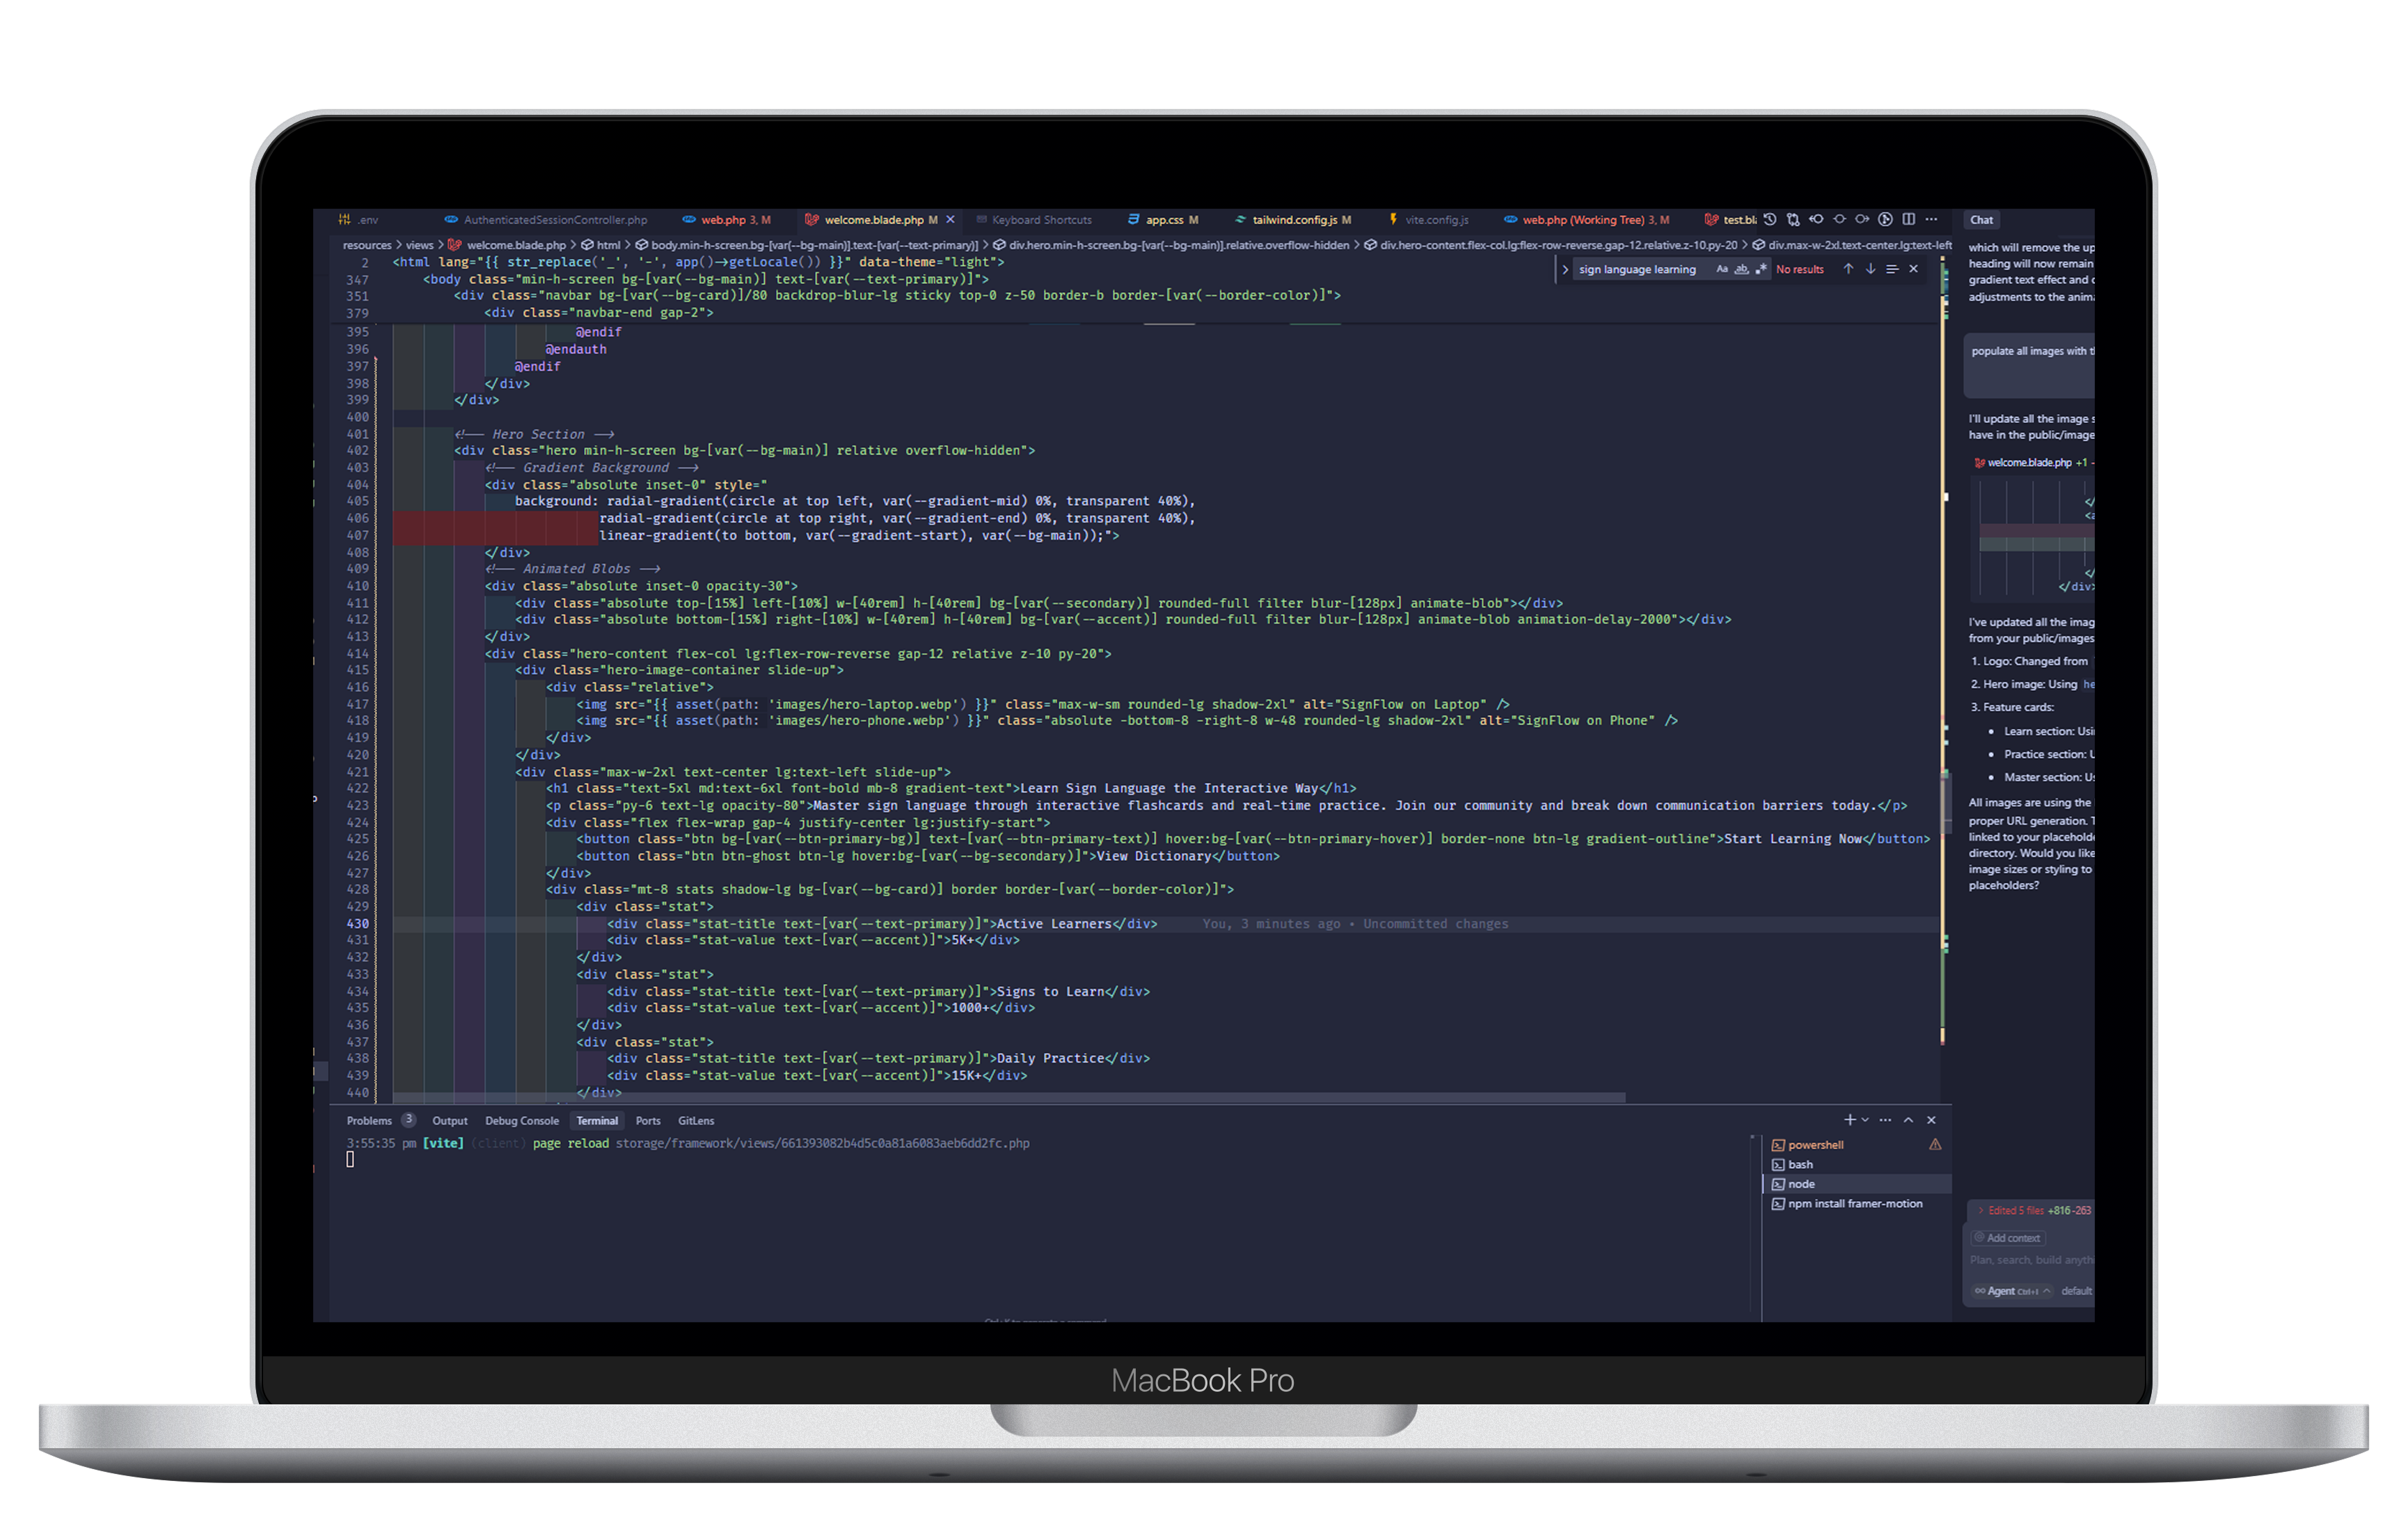 .env AuthenticatedSessionController.php web.php 3, M welcome.blade.php M Keyboard Shortcuts app.css M tailwind.config.js M vite.config.js web.php (Working Tree) 3, M test.bla
resources > views > welcome.blade.php > html > body.min-h-screen.bg-[var(--bg-main)].text-[var(--text-primary)] > div.hero.min-h-screen.bg-[var(--bg-main)].relative.overflow-hidden > div.hero-content.flex-col.lg:flex-row-reverse.gap-12.relative.z-10.py-20 > div.max-w-2xl.text-center.lg:text-left
sign language learning Aa ab No results
2 <html lang="{{ str_replace('_', '-', app()->getLocale()) }}" data-theme="light">
347 <body class="min-h-screen bg-[var(--bg-main)] text-[var(--text-primary)]">
351 <div class="navbar bg-[var(--bg-card)]/80 backdrop-blur-lg sticky top-0 z-50 border-b border-[var(--border-color)]">
379 <div class="navbar-end gap-2">
395 @endif
396 @endauth
397 @endif
398 </div>
399 </div>
400
401 <!-- Hero Section -->
402 <div class="hero min-h-screen bg-[var(--bg-main)] relative overflow-hidden">
403 <!-- Gradient Background -->
404 <div class="absolute inset-0" style="
405 background: radial-gradient(circle at top left, var(--gradient-mid) 0%, transparent 40%),
406 radial-gradient(circle at top right, var(--gradient-end) 0%, transparent 40%),
407 linear-gradient(to bottom, var(--gradient-start), var(--bg-main));">
408 </div>
409 <!-- Animated Blobs -->
410 <div class="absolute inset-0 opacity-30">
411 <div class="absolute top-[15%] left-[10%] w-[40rem] h-[40rem] bg-[var(--secondary)] rounded-full filter blur-[128px] animate-blob"></div>
412 <div class="absolute bottom-[15%] right-[10%] w-[40rem] h-[40rem] bg-[var(--accent)] rounded-full filter blur-[128px] animate-blob animation-delay-2000"></div>
413 </div>
414 <div class="hero-content flex-col lg:flex-row-reverse gap-12 relative z-10 py-20">
415 <div class="hero-image-container slide-up">
416 <div class="relative">
417 <img src="{{ asset(path: 'images/hero-laptop.webp') }}" class="max-w-sm rounded-lg shadow-2xl" alt="SignFlow on Laptop" />
418 <img src="{{ asset(path: 'images/hero-phone.webp') }}" class="absolute -bottom-8 -right-8 w-48 rounded-lg shadow-2xl" alt="SignFlow on Phone" />
419 </div>
420 </div>
421 <div class="max-w-2xl text-center lg:text-left slide-up">
422 <h1 class="text-5xl md:text-6xl font-bold mb-8 gradient-text">Learn Sign Language the Interactive Way</h1>
423 <p class="py-6 text-lg opacity-80">Master sign language through interactive flashcards and real-time practice. Join our community and break down communication barriers today.</p>
424 <div class="flex flex-wrap gap-4 justify-center lg:justify-start">
425 <button class="btn bg-[var(--btn-primary-bg)] text-[var(--btn-primary-text)] hover:bg-[var(--btn-primary-hover)] border-none btn-lg gradient-outline">Start Learning Now</button>
426 <button class="btn btn-ghost btn-lg hover:bg-[var(--bg-secondary)]">View Dictionary</button>
427 </div>
428 <div class="mt-8 stats shadow-lg bg-[var(--bg-card)] border border-[var(--border-color)]">
429 <div class="stat">
430 <div class="stat-title text-[var(--text-primary)]">Active Learners</div> You, 3 minutes ago • Uncommitted changes
431 <div class="stat-value text-[var(--accent)]">5K+</div>
432 </div>
433 <div class="stat">
434 <div class="stat-title text-[var(--text-primary)]">Signs to Learn</div>
435 <div class="stat-value text-[var(--accent)]">1000+</div>
436 </div>
437 <div class="stat">
438 <div class="stat-title text-[var(--text-primary)]">Daily Practice</div>
439 <div class="stat-value text-[var(--accent)]">15K+</div>
440 </div>
Problems 3 Output Debug Console Terminal Ports GitLens
3:55:35 pm [vite] (client) page reload storage/framework/views/661393082b4d5c0a81a6083aeb6dd2fc.php
powershell
bash
node
npm install framer-motion
Chat
which will remove the up
heading will now remain
gradient text effect and c
adjustments to the anima
populate all images with th
I'll update all the image s
have in the public/image
welcome.blade.php +1 -
</
<a
</
</div>
I've updated all the imag
from your public/images
1. Logo: Changed from
2. Hero image: Using he
3. Feature cards:
• Learn section: Usin
• Practice section: U
• Master section: Us
All images are using the
proper URL generation. T
linked to your placeholde
directory. Would you like
image sizes or styling to
placeholders?
> Edited 5 files +816 -263
@ Add context
Plan, search, build anyth
∞ Agent Ctrl+I default
MacBook Pro